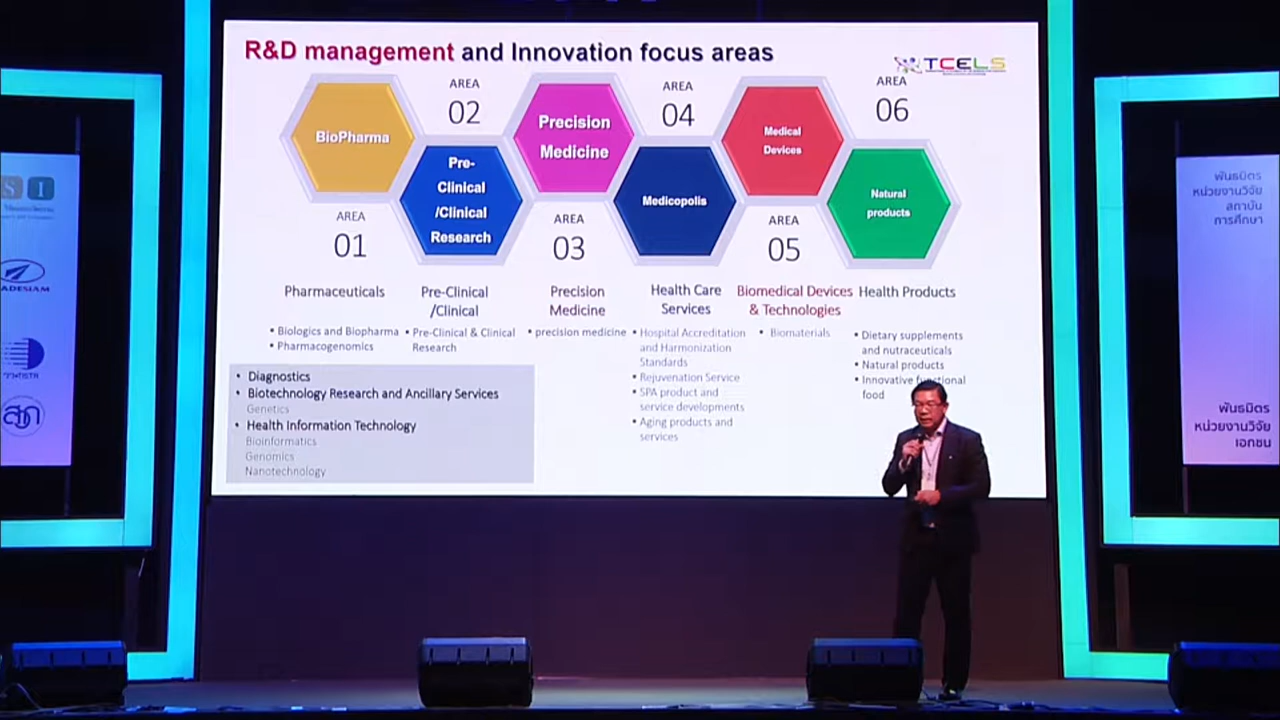 R&D management and Innovation focus areas
TCELS
BioPharma
AREA
01
AREA
02
Pre-
Clinical
/Clinical
Research
Precision
Medicine
AREA
03
AREA
04
Medicopolis
Medical
Devices
AREA
05
AREA
06
Natural
products
Pharmaceuticals
• Biologics and Biopharma
• Pharmacogenomics
Pre-Clinical
/Clinical
• Pre-Clinical & Clinical
Research
Precision
Medicine
• precision medicine
Health Care
Services
• Hospital Accreditation
and Harmonization
Standards
• Rejuvenation Service
• SPA product and
service developments
• Aging products and
services
Biomedical Devices
& Technologies
• Biomaterials
Health Products
• Dietary supplements
and nutraceuticals
• Natural products
• Innovative functional
food
• Diagnostics
• Biotechnology Research and Ancillary Services
Genetics
• Health Information Technology
Bioinformatics
Genomics
Nanotechnology
S I
ADESIAM
พันธมิตร
หน่วยงานวิจัย
สถาบัน
การศึกษา
พันธมิตร
หน่วยงานวิจัย
เอกชน